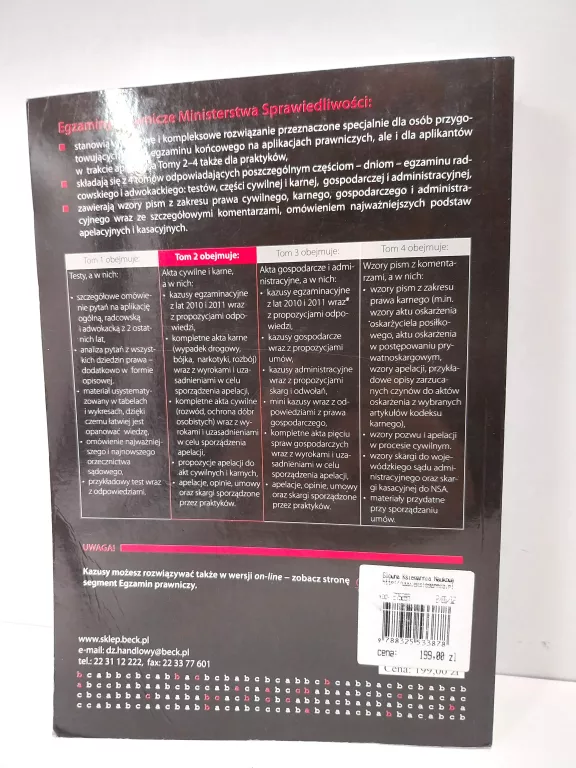 Egzaminy Prawnicze Ministerstwa Sprawiedliwości:
stanowią i kompleksowe rozwiązanie przeznaczone specjalnie dla osób przygo-
towujących egzaminu końcowego na aplikacjach prawniczych, ale i dla aplikantów
w trakcie Tomy 2–4 także dla praktyków,
składają się z 4 tomów odpowiadających poszczególnym częściom – dniom – egzaminu rad-
cowskiego i adwokackiego: testów, części cywilnej i karnej, gospodarczej i administracyjnej,
zawierają wzory pism z zakresu prawa cywilnego, karnego, gospodarczego i administra-
cyjnego wraz ze szczegółowymi komentarzami, omówieniem najważniejszych podstaw
apelacyjnych i kasacyjnych.
Tom 1 obejmuje:
Testy, a w nich:
• szczegółowe omówie-
nie pytań na aplikację
ogólną, radcowską
i adwokacką z 2 ostat-
nich lat,
• analiza pytań z wszyst-
kich dziedzin prawa –
dodatkowo w formie
opisowej,
• materiał usystematy-
zowany w tabelach
i wykresach, dzięki
czemu łatwiej jest
opanować wiedzę,
• omówienie najważniej-
szego i najnowszego
orzecznictwa
sądowego,
• przykładowy test wraz
z odpowiedziami.
Tom 2 obejmuje:
Akta cywilne i karne,
a w nich:
• kazusy egzaminacyjne
z lat 2010 i 2011 wraz
z propozycjami odpo-
wiedzi,
• kompletne akta karne
(wypadek drogowy,
bójka, narkotyki, rozbój)
wraz z wyrokami i uza-
sadnieniami w celu
sporządzenia apelacji,
• kompletne akta cywilne
(rozwód, ochrona dóbr
osobistych) wraz z wy-
rokami i uzasadnieniami
w celu sporządzenia
apelacji,
• propozycje apelacji do
akt cywilnych i karnych,
• apelacje, opinie, umowy
oraz skargi sporządzone
przez praktyków.
Tom 3 obejmuje:
Akta gospodarcze i admi-
nistracyjne, a w nich:
• kazusy egzaminacyjne
z lat 2010 i 2011 wraz
z propozycjami odpo-
wiedzi,
• kazusy gospodarcze
wraz z propozycjami
umów,
• kazusy administracyjne
wraz z propozycjami
skarg i odwołań,
• mini kazusy wraz z od-
powiedziami z prawa
gospodarczego,
• kompletne akta pięciu
spraw gospodarczych
wraz z wyrokami i uza-
sadnieniami w celu
sporządzenia apelacji,
• apelacje, opinie, umowy
oraz skargi sporządzone
przez praktyków.
Tom 4 obejmuje:
Wzory pism z komenta-
rzami, a w nich:
• wzory pism z zakresu
prawa karnego (m.in.
wzory aktu oskarżenia
oskarżyciela posiłko-
wego, aktu oskarżenia
w postępowaniu pry-
watnoskargowym,
wzory apelacji, przykła-
dowe opisy zarzuca-
nych czynów do aktów
oskarżenia z wybranych
artykułów kodeksu
karnego),
• wzory pozwu i apelacji
w procesie cywilnym,
• wzory skargi do woje-
wódzkiego sądu admi-
nistracyjnego oraz skar-
gi kasacyjnej do NSA,
• materiały przydatne
przy sporządzaniu
umów.
UWAGA!
Kazusy możesz rozwiązywać także w wersji on-line – zobacz stronę
segment Egzamin prawniczy.
Główna Księgarnia Naukowa
9 788325 533878
cena: 199.00 zł
Cena: 199,00 zł
www.sklep.beck.pl
e-mail: dz.handlowy@beck.pl
tel.: 22 31 12 222, fax: 22 33 77 601